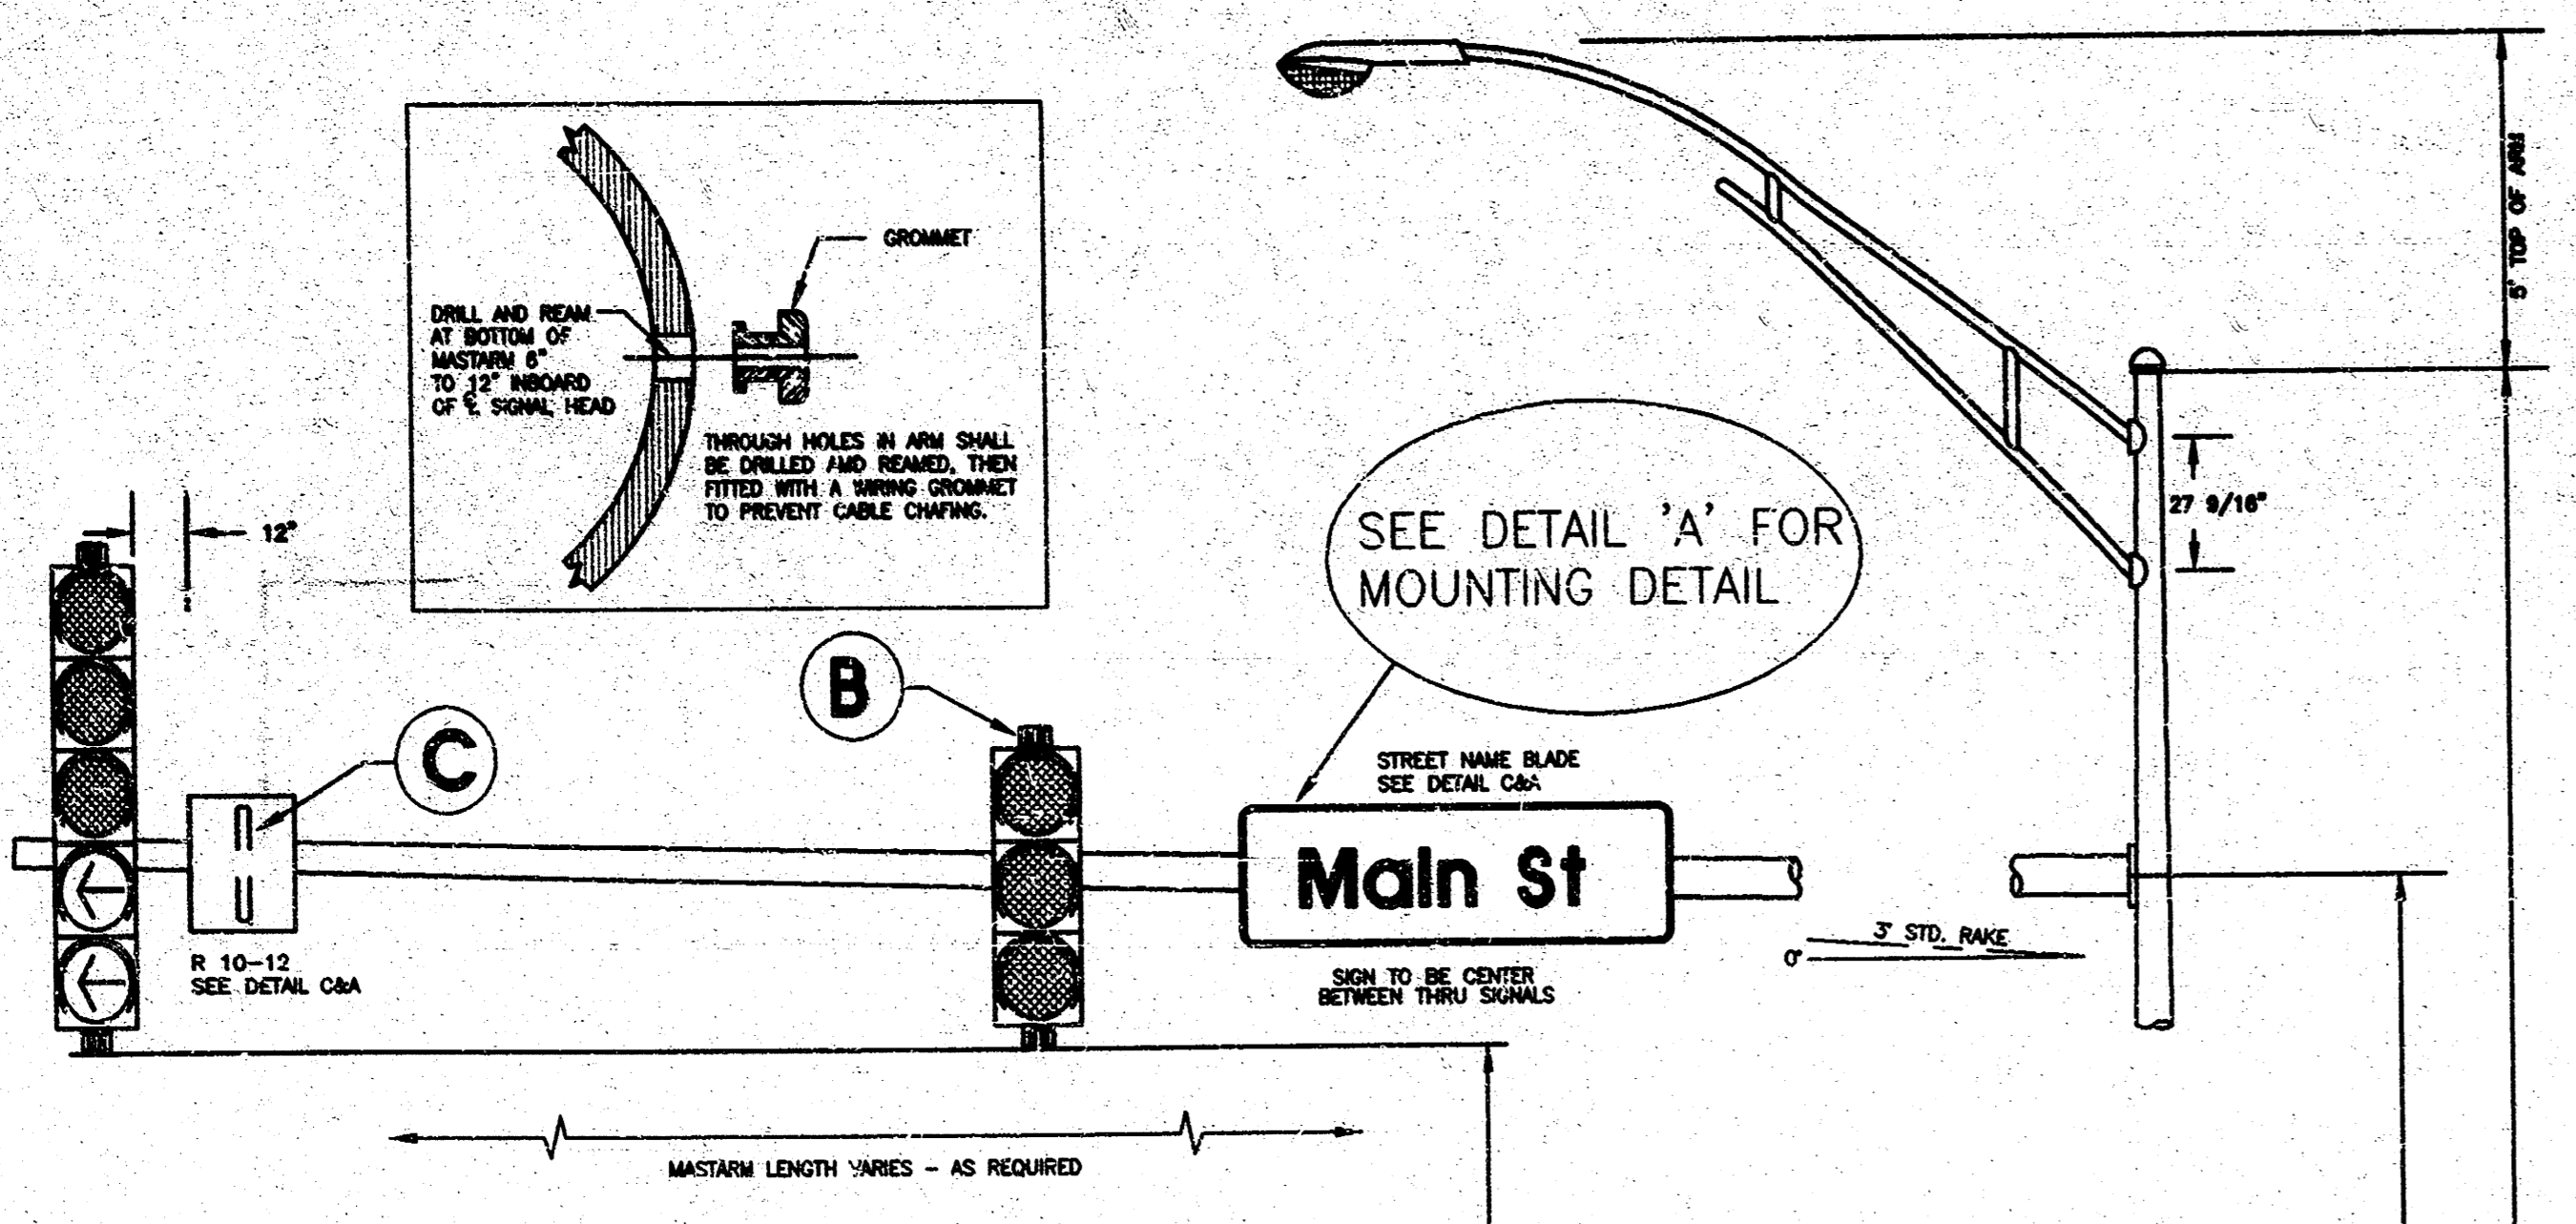 5' TOP OF ARM
GROMMET
DRILL AND REAM
AT BOTTOM OF
MASTARM 6"
TO 12" INBOARD
OF ℄ SIGNAL HEAD
THROUGH HOLES IN ARM SHALL
BE DRILLED AND REAMED, THEN
FITTED WITH A WIRING GROMMET
TO PREVENT CABLE CHAFING.
12"
SEE DETAIL 'A' FOR
MOUNTING DETAIL
27 9/16"
B
C
STREET NAME BLADE
SEE DETAIL C&A
Main St
R 10-12
SEE DETAIL C&A
SIGN TO BE CENTER
BETWEEN THRU SIGNALS
3° STD. RAKE
0°
MASTARM LENGTH VARIES - AS REQUIRED